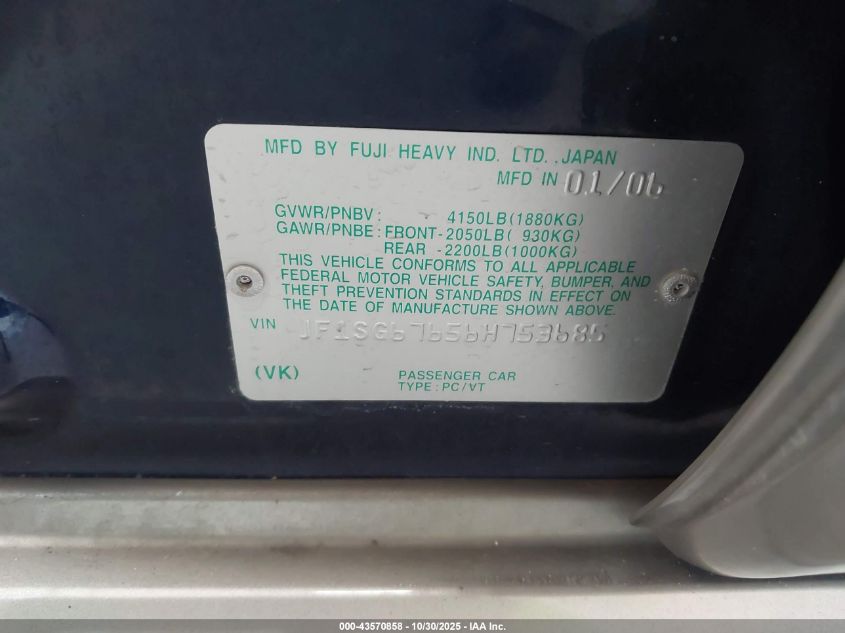 MFD BY FUJI HEAVY IND. LTD. JAPAN
MFD IN 01/06
GVWR/PNBV: 4150LB(1880KG)
GAWR/PNBE: FRONT-2050LB( 930KG)
REAR -2200LB(1000KG)
THIS VEHICLE CONFORMS TO ALL APPLICABLE
FEDERAL MOTOR VEHICLE SAFETY, BUMPER, AND
THEFT PREVENTION STANDARDS IN EFFECT ON
THE DATE OF MANUFACTURE SHOWN ABOVE.
VIN JF1SG67656H753685
(VK) PASSENGER CAR
TYPE:PC/VT
000-43570858 - 10/30/2025 - IAA Inc.